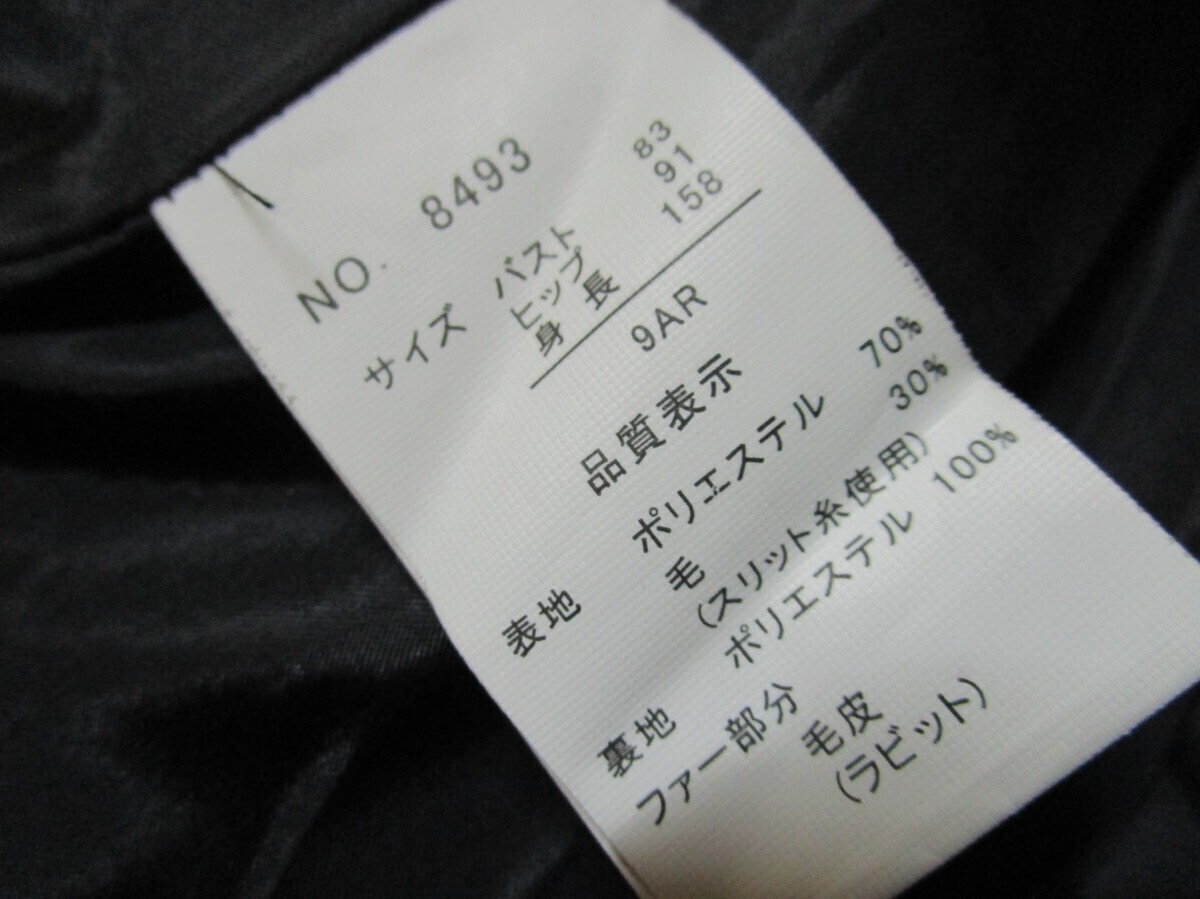 NO. 8493
サイズ バスト 83
ヒップ 91
身長 158
9AR
品質表示
表地 ポリエステル 70%
毛 30%
(スリット糸使用)
裏地 ポリエステル 100%
ファー部分 毛皮
(ラビット)